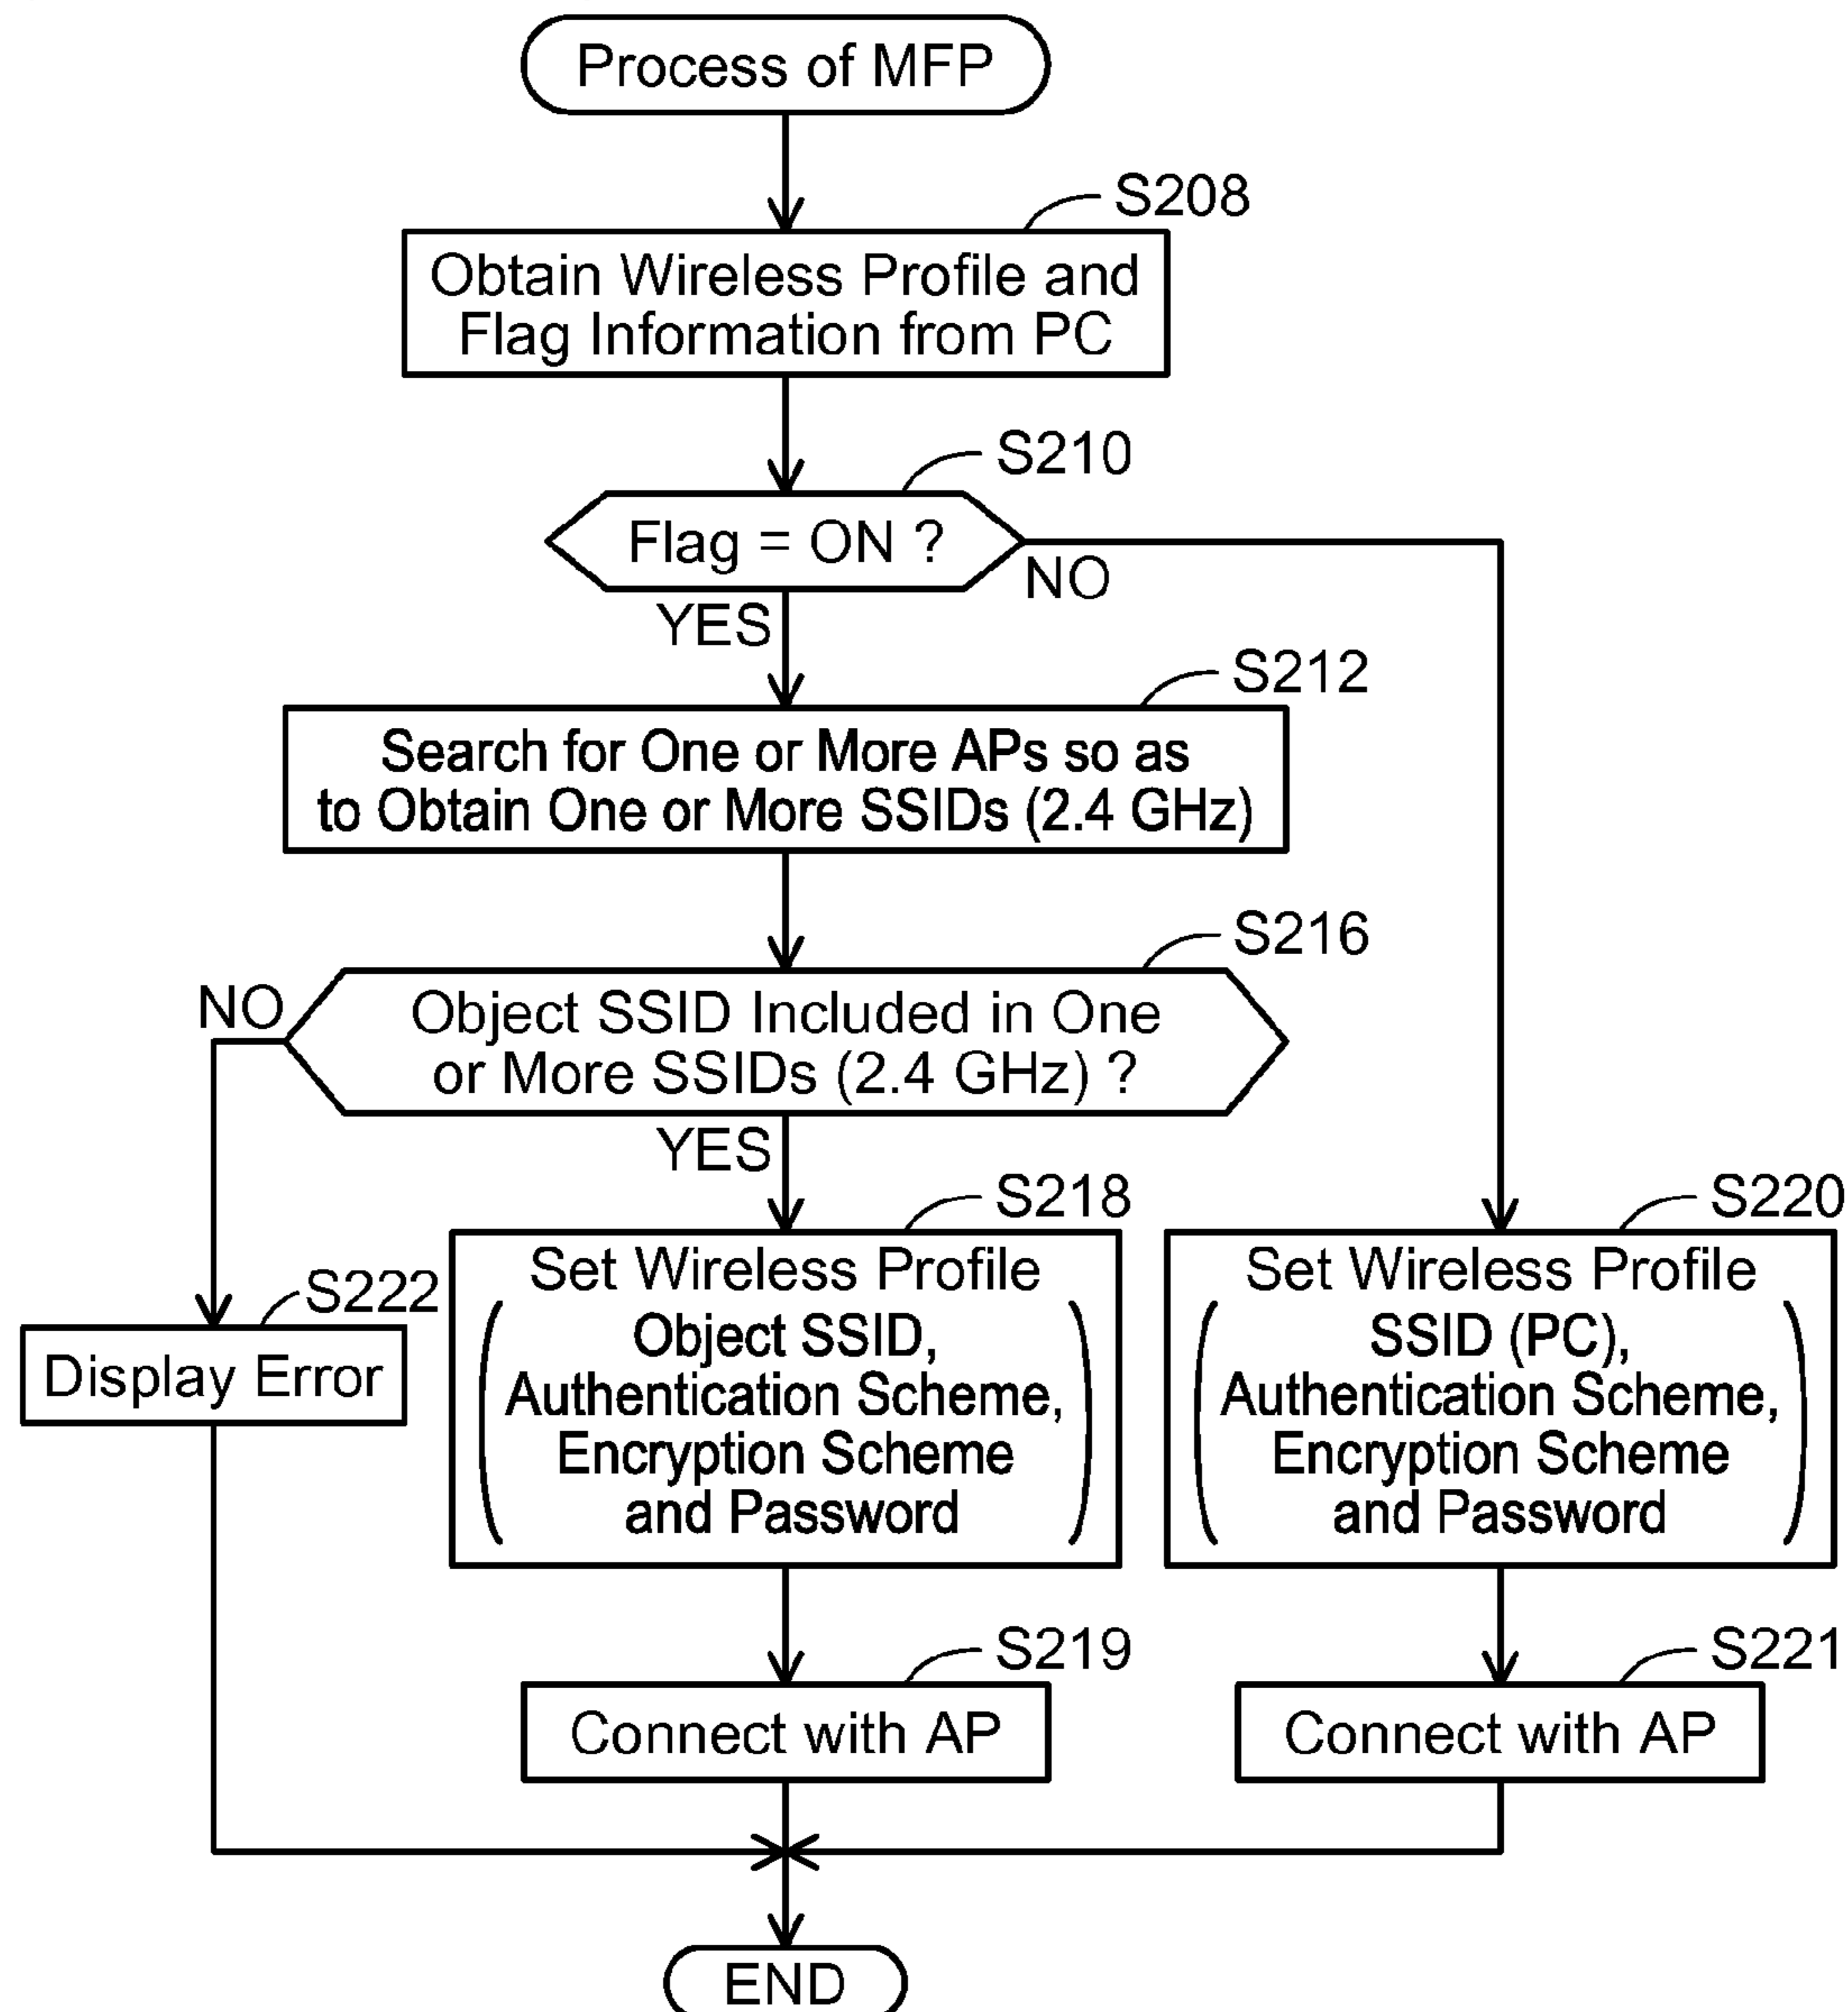 Process of MFP
S208
Obtain Wireless Profile and
Flag Information from PC
S210
Flag = ON ?
NO
YES
S212
Search for One or More APs so as
to Obtain One or More SSIDs (2.4 GHz)
S216
NO
Object SSID Included in One
or More SSIDs (2.4 GHz) ?
YES
S218
S220
S222
Display Error
Set Wireless Profile
Object SSID,
Authentication Scheme,
Encryption Scheme
and Password
Set Wireless Profile
SSID (PC),
Authentication Scheme,
Encryption Scheme
and Password
S219
Connect with AP
S221
Connect with AP
END